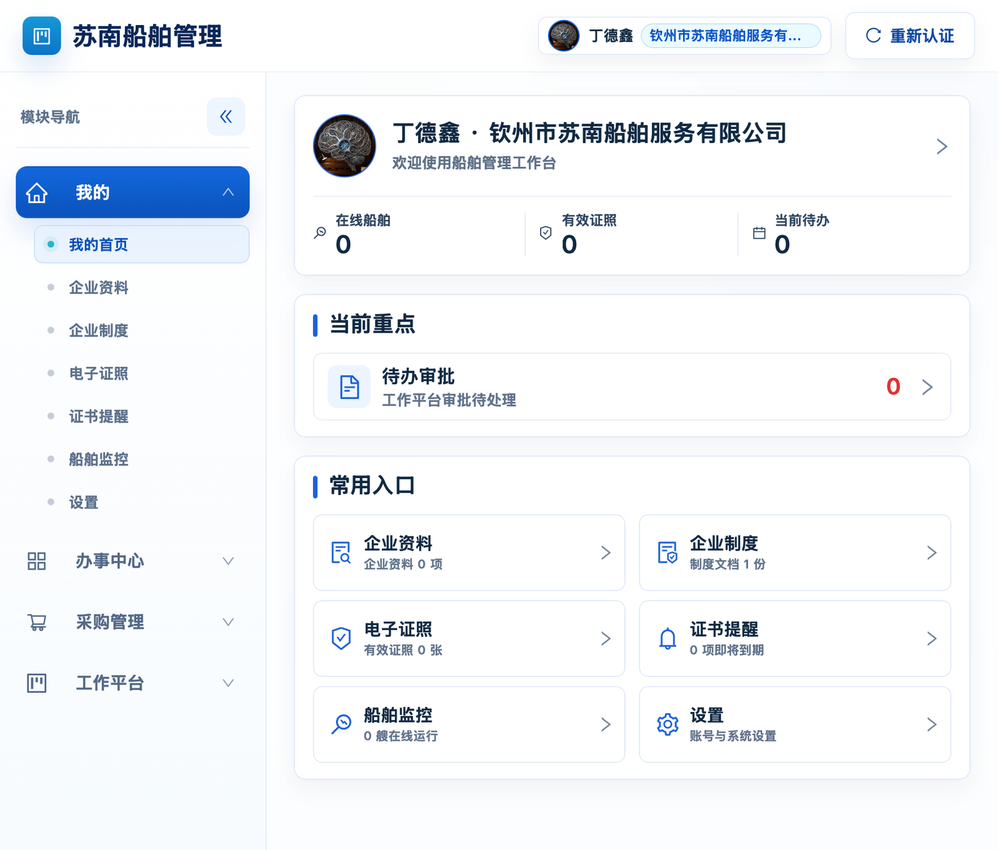 苏南船舶管理
丁德鑫 钦州市苏南船舶服务有...
重新认证
模块导航
我的
我的首页
企业资料
企业制度
电子证照
证书提醒
船舶监控
设置
办事中心
采购管理
工作平台
丁德鑫 · 钦州市苏南船舶服务有限公司
欢迎使用船舶管理工作台
在线船舶
0
有效证照
0
当前待办
0
当前重点
待办审批
工作平台审批待处理
0
常用入口
企业资料
企业资料 0 项
企业制度
制度文档 1 份
电子证照
有效证照 0 张
证书提醒
0 项即将到期
船舶监控
0 艘在线运行
设置
账号与系统设置